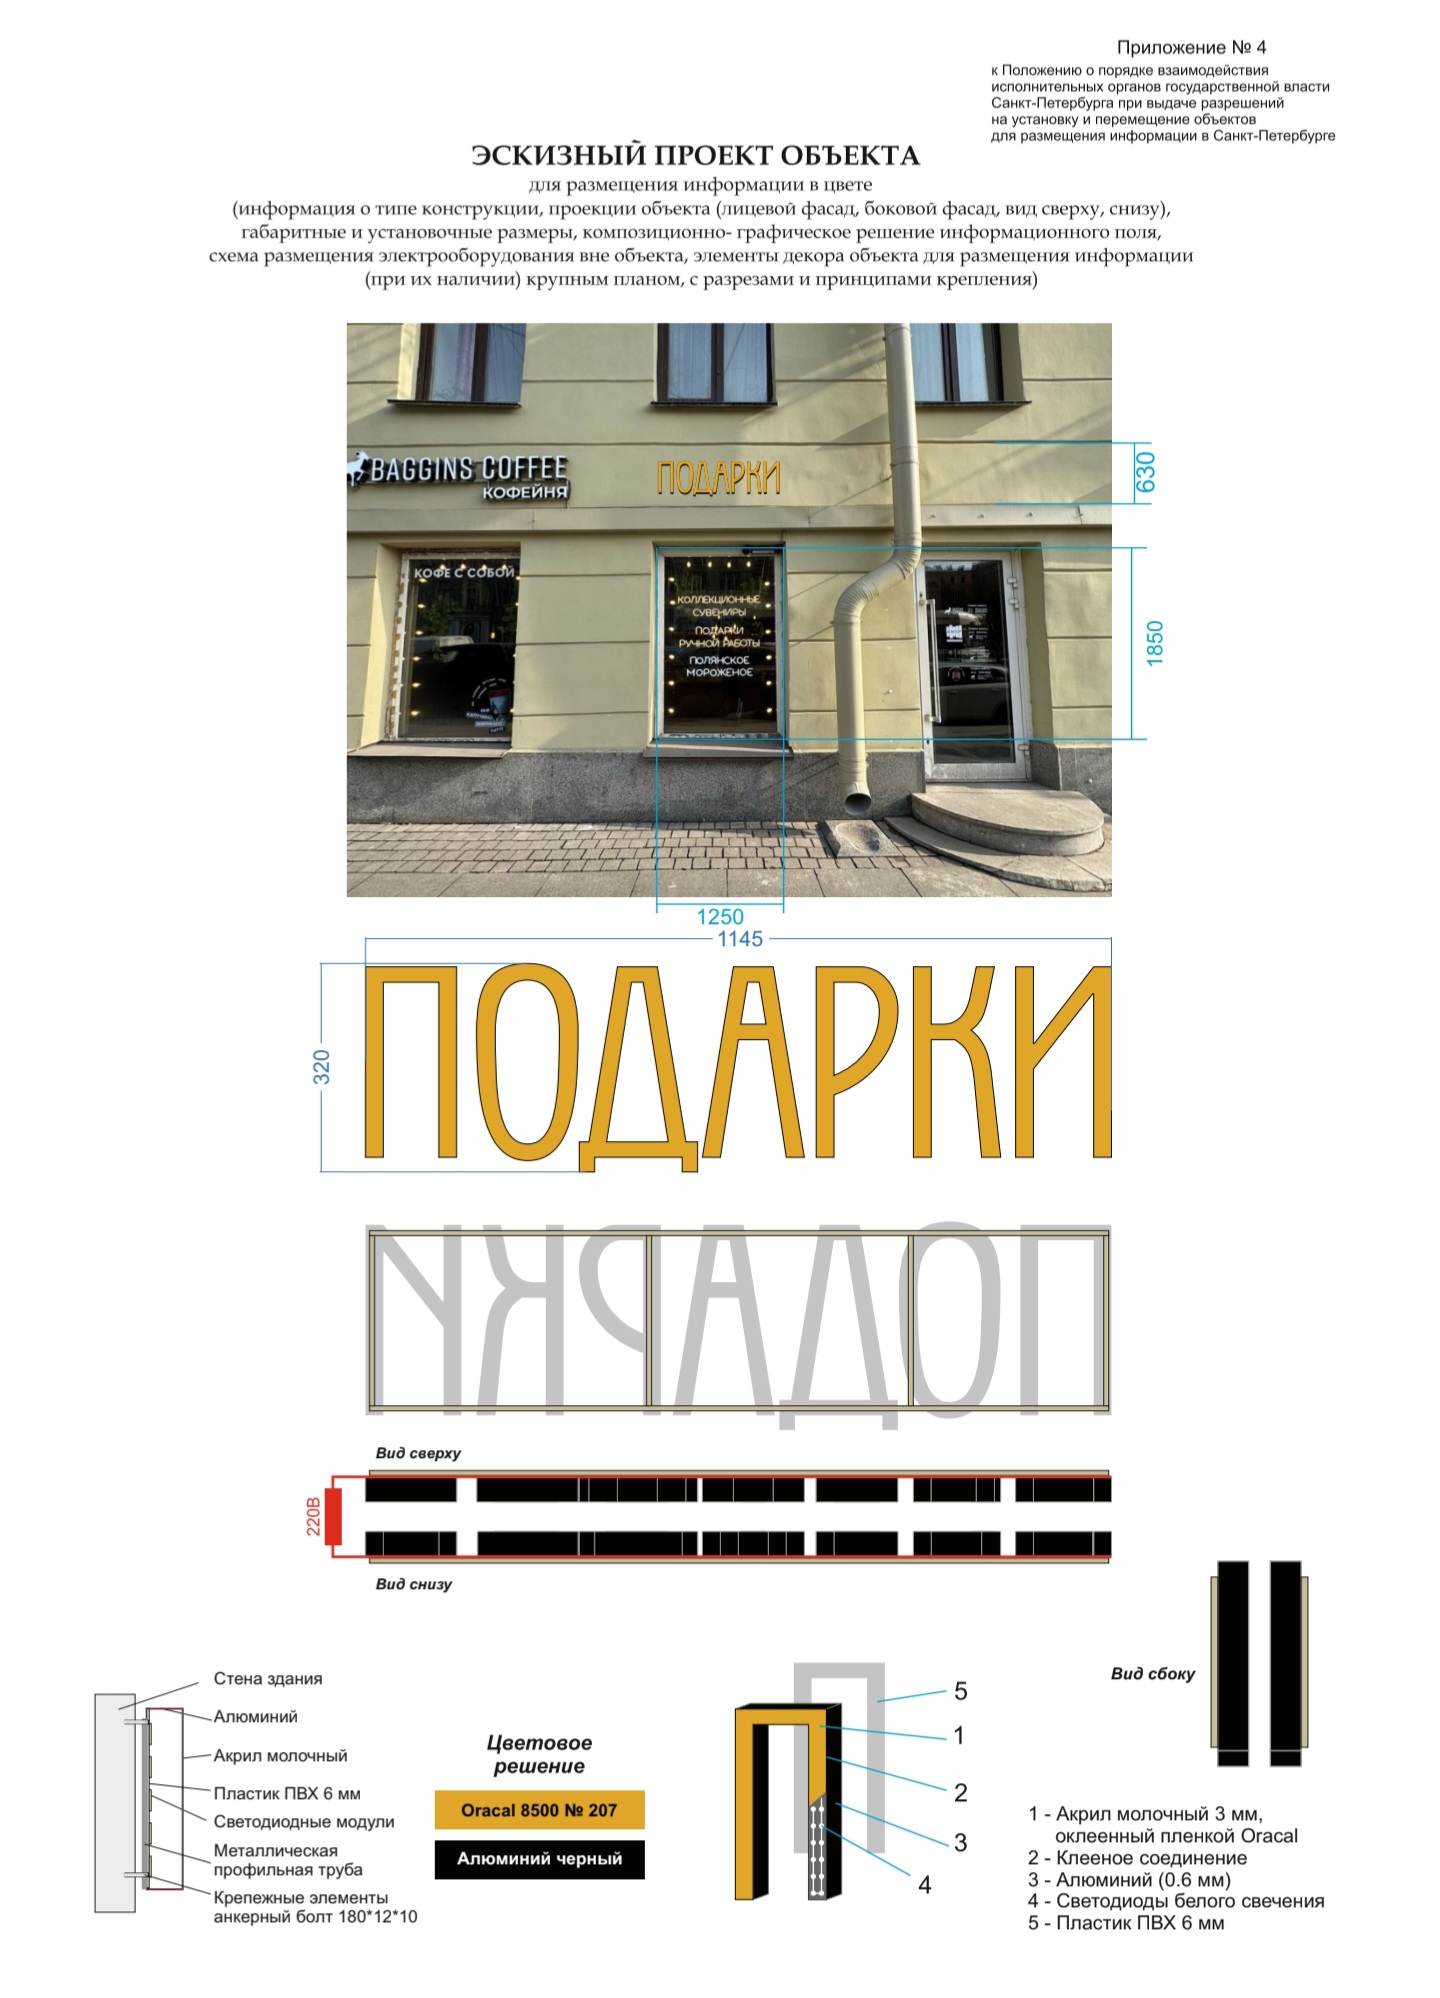 Приложение № 4
к Положению о порядке взаимодействия
исполнительных органов государственной власти
Санкт-Петербурга при выдаче разрешений
на установку и перемещение объектов
для размещения информации в Санкт-Петербурге
ЭСКИЗНЫЙ ПРОЕКТ ОБЪЕКТА
для размещения информации в цвете
(информация о типе конструкции, проекции объекта (лицевой фасад, боковой фасад, вид сверху, снизу),
габаритные и установочные размеры, композиционно- графическое решение информационного поля,
схема размещения электрооборудования вне объекта, элементы декора объекта для размещения информации
(при их наличии) крупным планом, с разрезами и принципами крепления)
BAGGINS COFFEE
КОФЕЙНЯ
ПОДАРКИ
630
КОФЕ С СОБОЙ
КОЛЛЕКЦИОННЫЕ
СУВЕНИРЫ
ПОДАРКИ
РУЧНОЙ РАБОТЫ
ПОЛЯНСКОЕ
МОРОЖЕНОЕ
1850
1250
1145
320
ПОДАРКИ
ПОДАРКИ
Вид сверху
220В
Вид снизу
Вид сбоку
Стена здания
Алюминий
Акрил молочный
Пластик ПВХ 6 мм
Светодиодные модули
Металлическая
профильная труба
Крепежные элементы
анкерный болт 180*12*10
Цветовое
решение
Oracal 8500 № 207
Алюминий черный
5
1
2
3
4
1 - Акрил молочный 3 мм,
оклеенный пленкой Oracal
2 - Клееное соединение
3 - Алюминий (0.6 мм)
4 - Светодиоды белого свечения
5 - Пластик ПВХ 6 мм